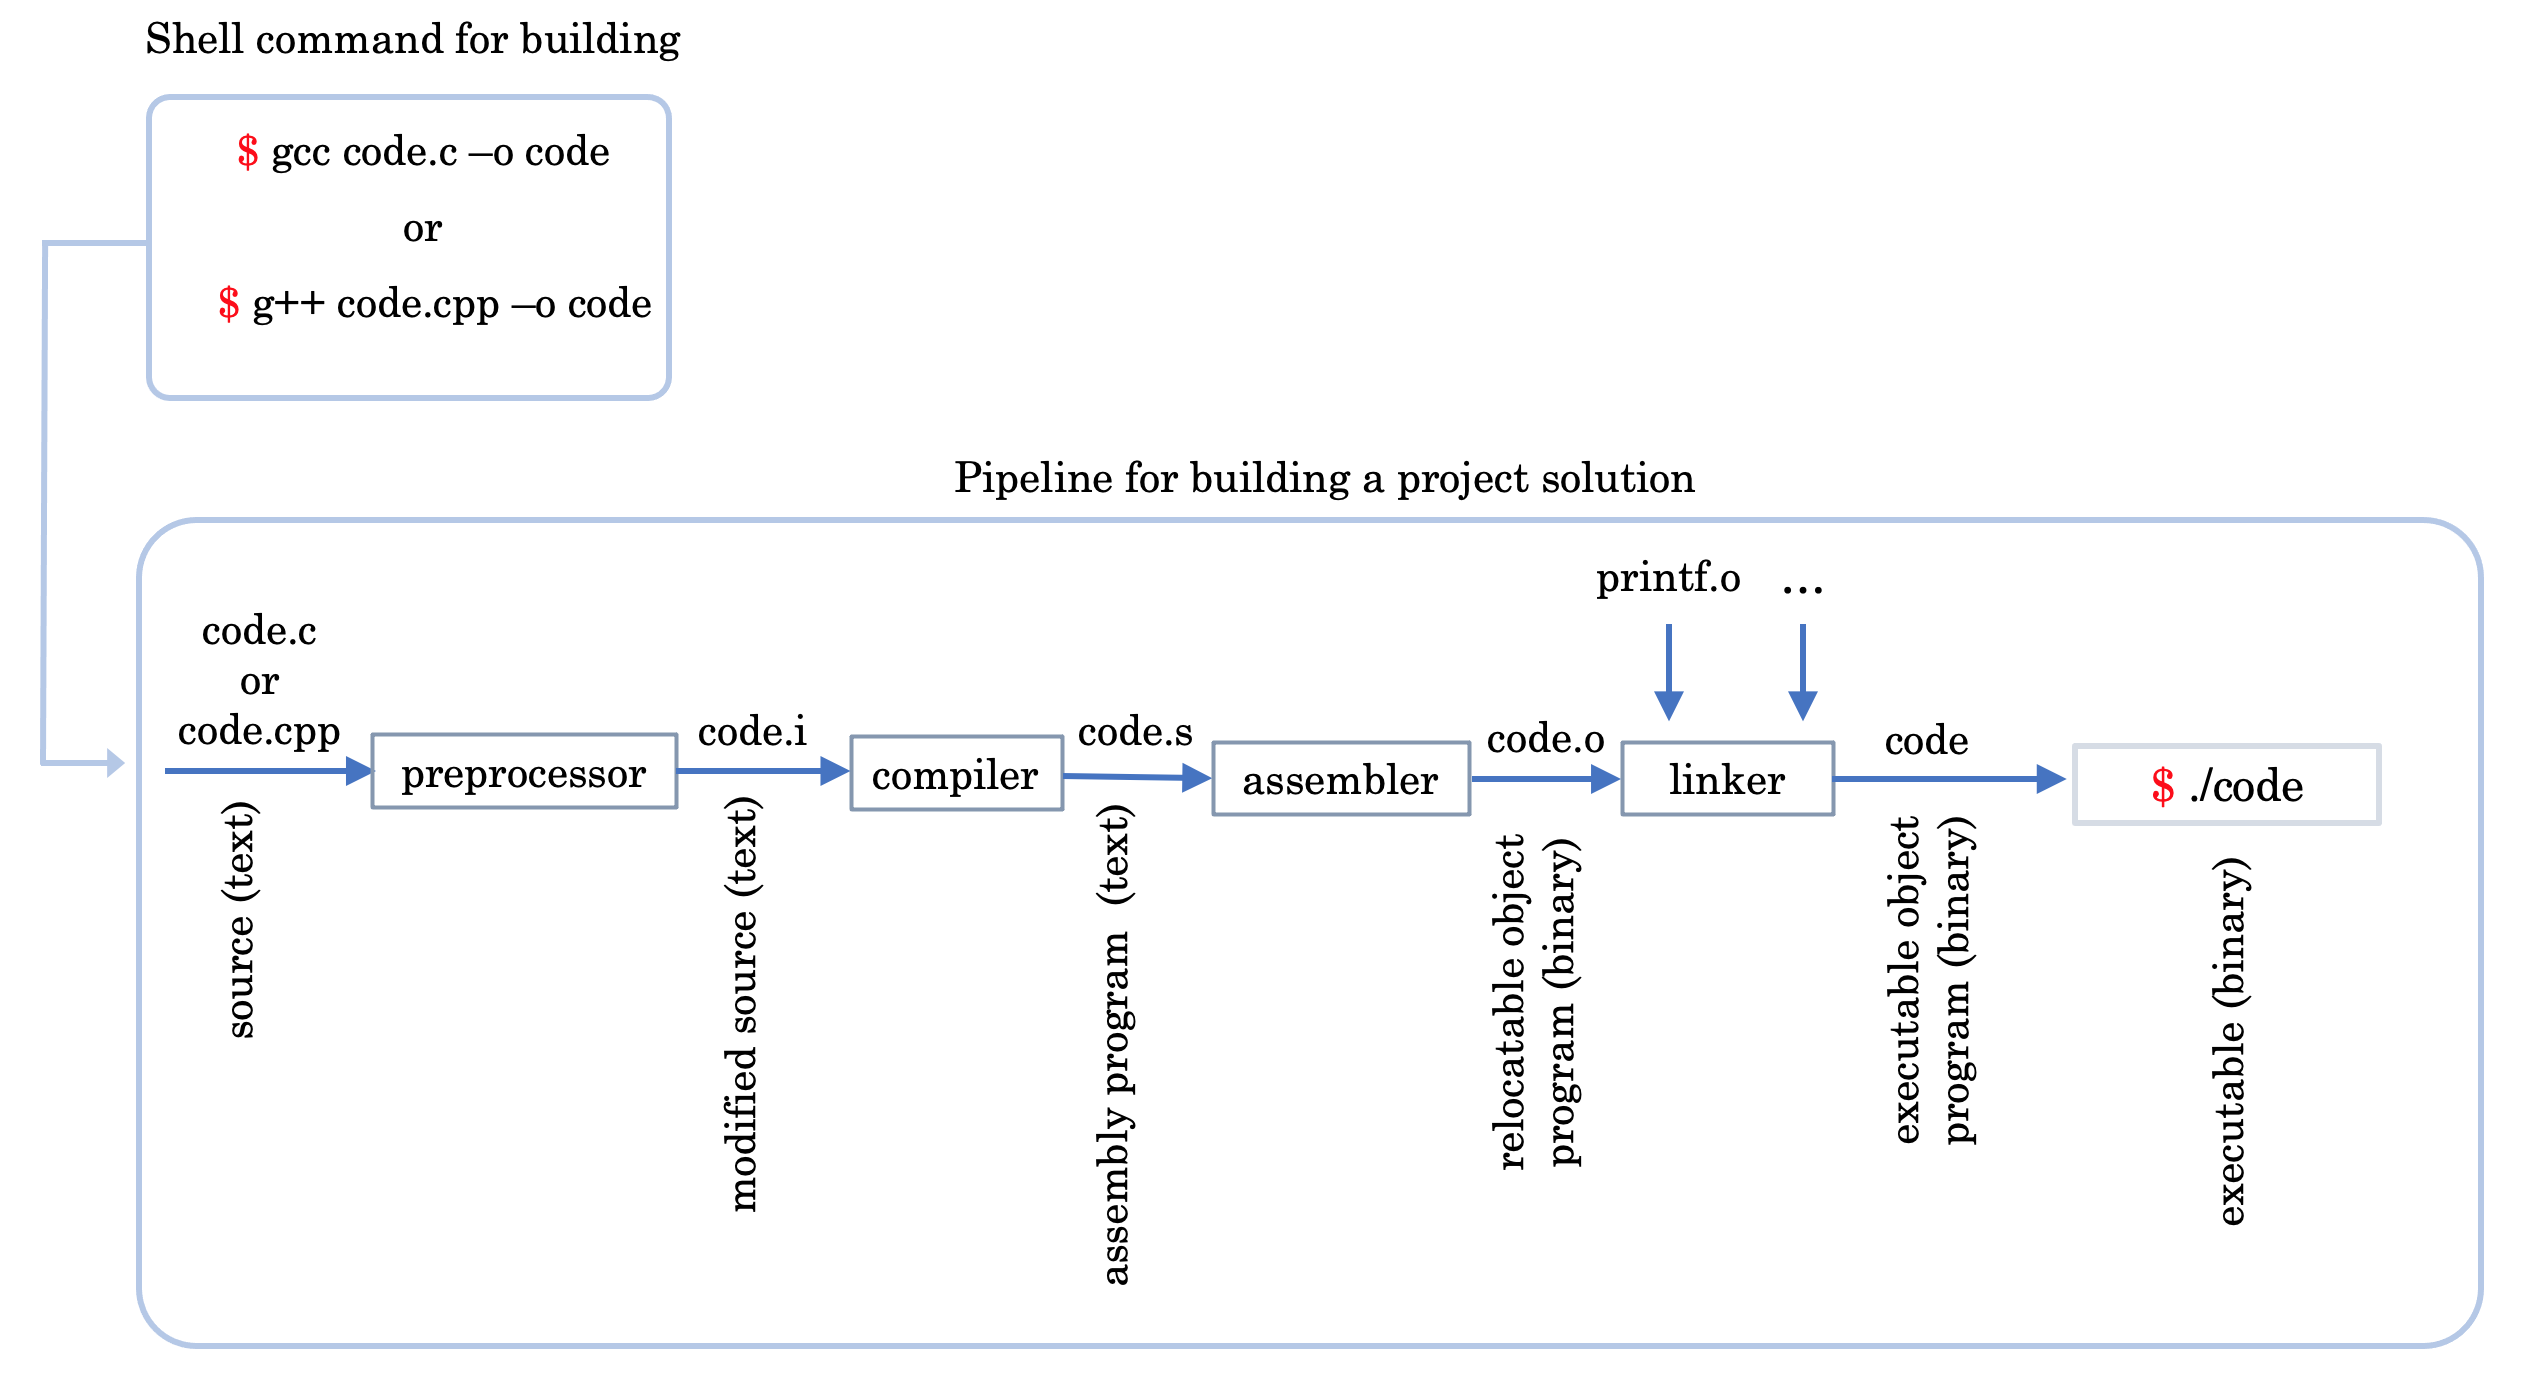 Shell command for building
$ gcc code.c –o code
or
$ g++ code.cpp –o code
Pipeline for building a project solution
printf.o ...
code.c
or
code.cpp
code.i
code.s
code.o
code
preprocessor
compiler
assembler
linker
$ ./code
source (text)
modified source (text)
assembly program (text)
relocatable object
program (binary)
executable object
program (binary)
executable (binary)